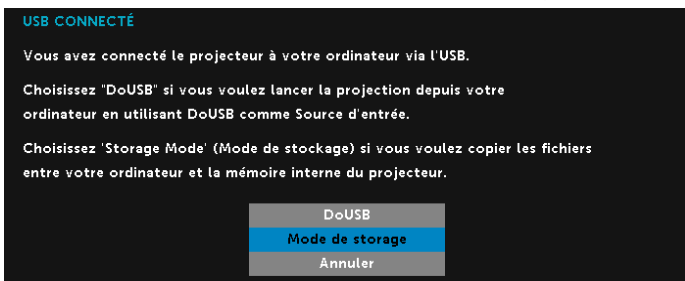 USB CONNECTÉ
Vous avez connecté le projecteur à votre ordinateur via l'USB.
Choisissez "DoUSB" si vous voulez lancer la projection depuis votre
ordinateur en utilisant DoUSB comme Source d'entrée.
Choisissez 'Storage Mode' (Mode de stockage) si vous voulez copier les fichiers
entre votre ordinateur et la mémoire interne du projecteur.
DoUSB
Mode de storage
Annuler